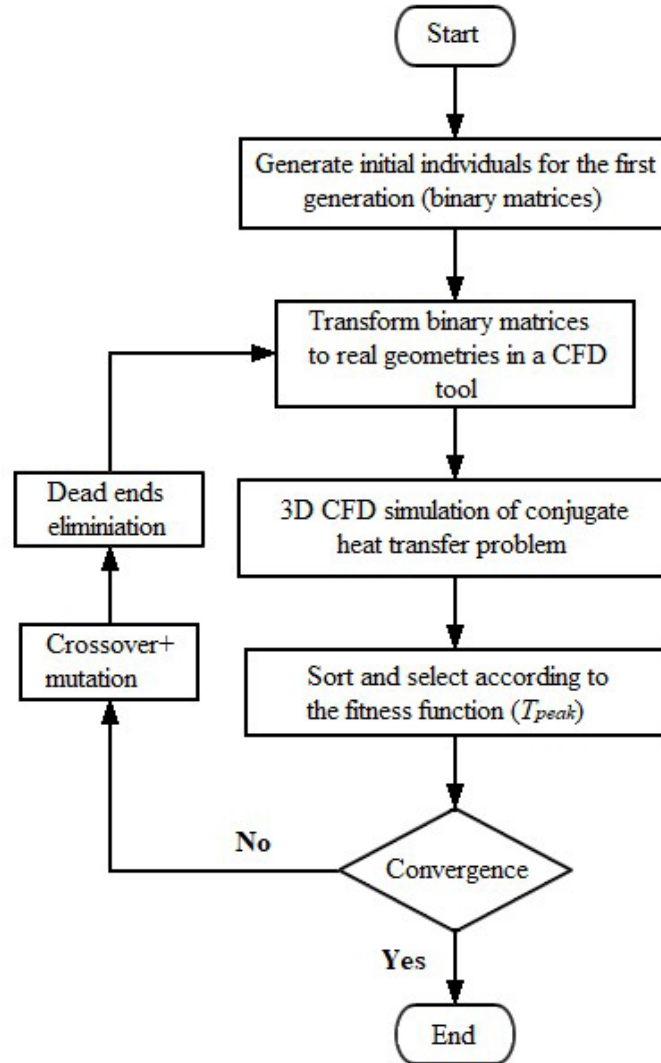 Start
Generate initial individuals for the first
generation (binary matrices)
Transform binary matrices
to real geometries in a CFD
tool
Dead ends
eliminiation
3D CFD simulation of conjugate
heat transfer problem
Crossover+
mutation
Sort and select according to
the fitness function (Tpeak)
No
Convergence
Yes
End